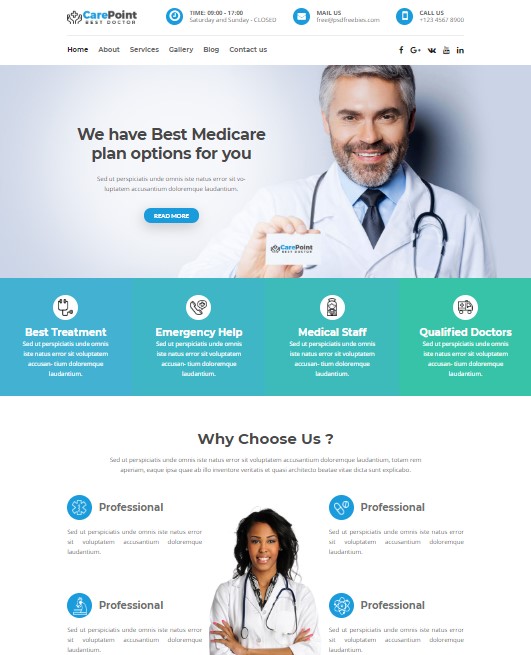 CarePoint
BEST DOCTOR
TIME: 09:00 - 17:00
Saturday and Sunday - CLOSED
MAIL US
free@psdfreebies.com
CALL US
+123 4567 8900
Home About Services Gallery Blog Contact us
We have Best Medicare
plan options for you
Sed ut perspiciatis unde omnis iste natus error sit vo-
luptatem accusantium doloremque laudantium.
READ MORE
CarePoint
BEST DOCTOR
Best Treatment
Sed ut perspiciatis unde omnis
iste natus error sit voluptatem
accusan- tium doloremque
laudantium.
Emergency Help
Sed ut perspiciatis unde omnis
iste natus error sit voluptatem
accusan- tium doloremque
laudantium.
Medical Staff
Sed ut perspiciatis unde omnis
iste natus error sit voluptatem
accusan- tium doloremque
laudantium.
Qualified Doctors
Sed ut perspiciatis unde omnis
iste natus error sit voluptatem
accusan- tium doloremque
laudantium.
Why Choose Us ?
Sed ut perspiciatis unde omnis iste natus error sit voluptatem accusantium doloremque laudantium, totam rem
aperiam, eaque ipsa quae ab illo inventore veritatis et quasi architecto beatae vitae dicta sunt explicabo.
Professional
Sed ut perspiciatis unde omnis iste natus error
sit voluptatem accusantium doloremque
laudantium.
Professional
Sed ut perspiciatis unde omnis iste natus error
sit voluptatem accusantium doloremque
laudantium.
Professional
Sed ut perspiciatis unde omnis iste natus error
sit voluptatem accusantium doloremque
laudantium.
Professional
Sed ut perspiciatis unde omnis iste natus error
sit voluptatem accusantium doloremque
laudantium.